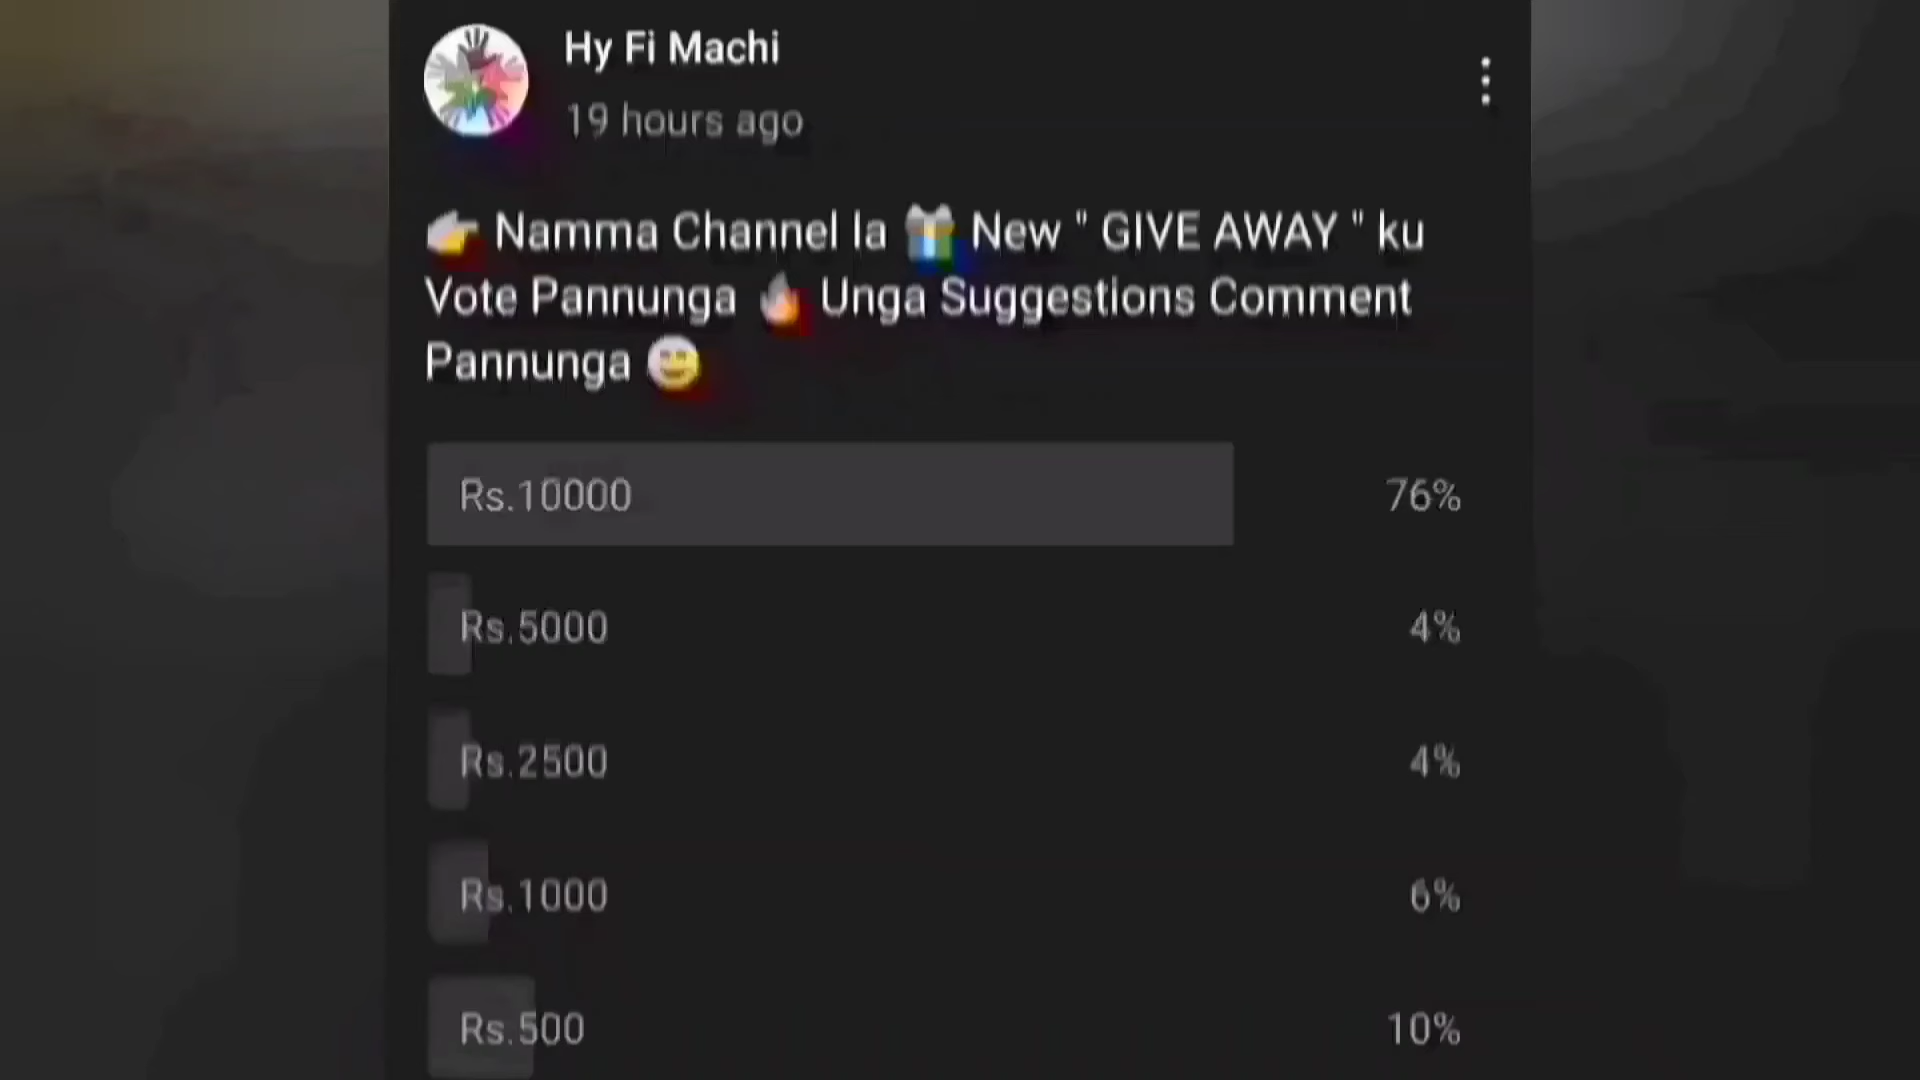 Hy Fi Machi
19 hours ago
👉 Namma Channel la 🎁 New " GIVE AWAY " ku
Vote Pannunga 🔥 Unga Suggestions Comment
Pannunga 😄
Rs.10000 76%
Rs.5000 4%
Rs.2500 4%
Rs.1000 6%
Rs.500 10%